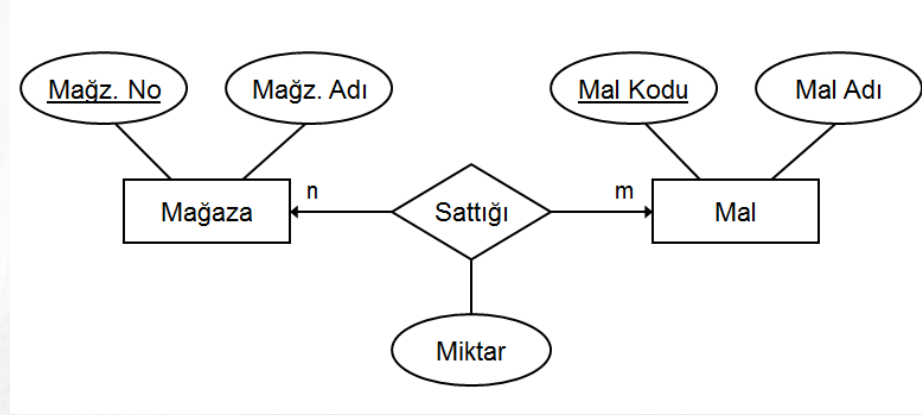 Mağz. No
Mağz. Adı
Mal Kodu
Mal Adı
Mağaza
n
Sattığı
m
Mal
Miktar